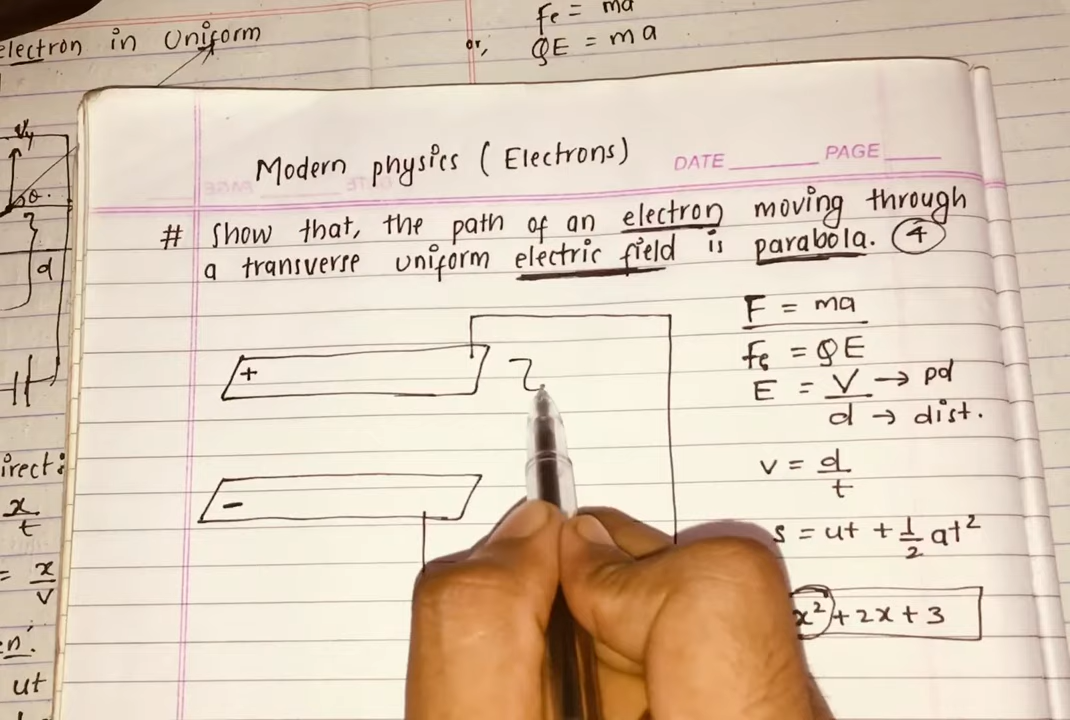 electron in Uniform
Fe = ma
or, QE = ma
Vy
θ
d
x
t
= x
v
ut
Modern physics ( Electrons)
DATE PAGE
# show that, the path of an electron moving through
a transverse uniform electric field is parabola. 4
+
-
F = ma
fe = QE
E = V → pd
d → dist.
v = d
t
s = ut + 1/2 at²
x² + 2x + 3